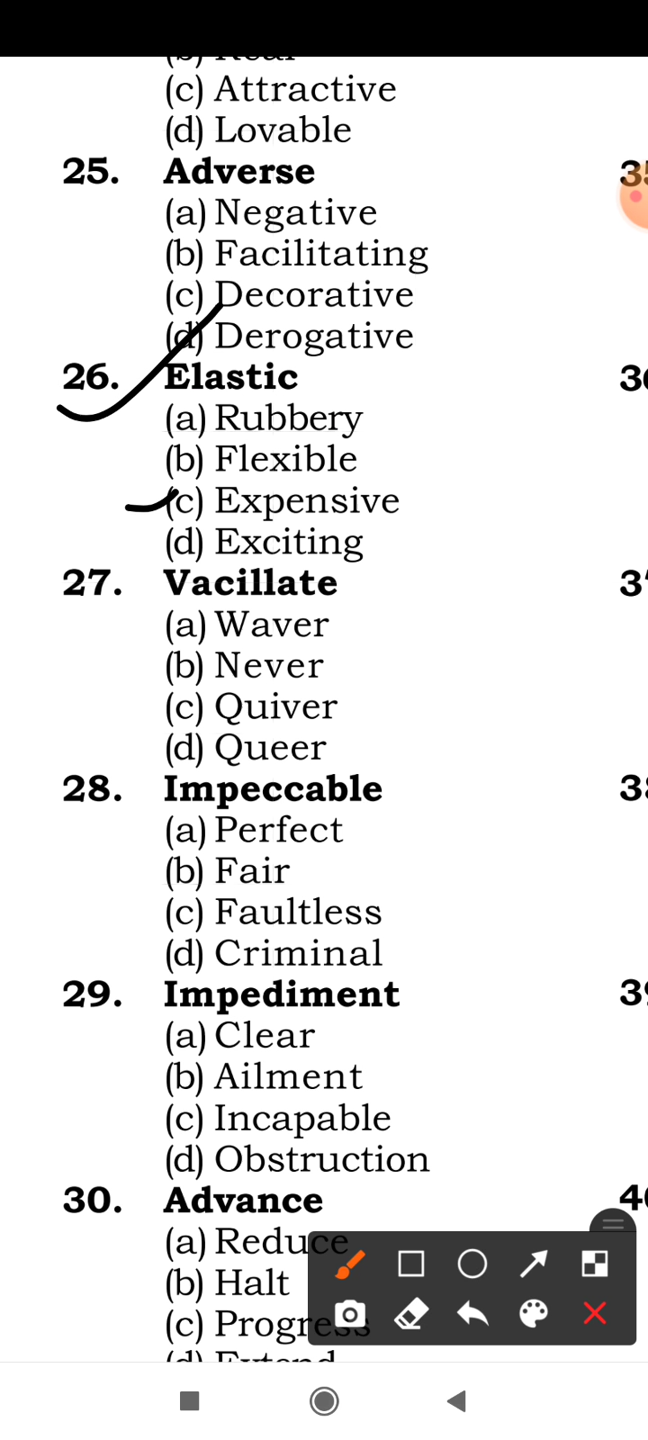 (c) Attractive
(d) Lovable
25. Adverse
(a) Negative
(b) Facilitating
(c) Decorative
(d) Derogative
26. Elastic
(a) Rubbery
(b) Flexible
(c) Expensive
(d) Exciting
27. Vacillate
(a) Waver
(b) Never
(c) Quiver
(d) Queer
28. Impeccable
(a) Perfect
(b) Fair
(c) Faultless
(d) Criminal
29. Impediment
(a) Clear
(b) Ailment
(c) Incapable
(d) Obstruction
30. Advance
(a) Reduce
(b) Halt
(c) Progress
(d) Extend